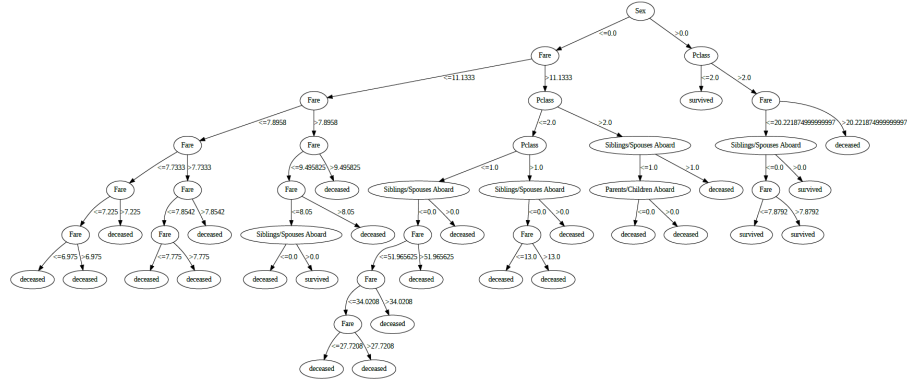 Sex
<=0.0 >0.0
Fare Pclass
<=11.1333 >11.1333 <=2.0 >2.0
Fare Pclass survived Fare
<=7.8958 >7.8958 <=2.0 >2.0 <=20.221874999999997 >20.221874999999997
Fare Fare Pclass Siblings/Spouses Aboard Siblings/Spouses Aboard deceased
<=7.7333 >7.7333 <=9.495825 >9.495825 <=1.0 >1.0 <=1.0 >1.0 <=0.0 >0.0
Fare Fare Fare deceased Siblings/Spouses Aboard Siblings/Spouses Aboard Parents/Children Aboard deceased Fare survived
<=7.225 >7.225 <=7.8542 >7.8542 <=8.05 >8.05 <=0.0 >0.0 <=0.0 >0.0 <=0.0 >0.0 <=7.8792 >7.8792
Fare deceased Fare deceased Siblings/Spouses Aboard deceased Fare deceased Fare deceased deceased deceased survived survived
<=6.975 >6.975 <=7.775 >7.775 <=0.0 >0.0 <=51.965625 >51.965625 <=13.0 >13.0
deceased deceased deceased deceased deceased survived Fare deceased deceased deceased
<=34.0208 >34.0208
Fare deceased
<=27.7208 >27.7208
deceased deceased